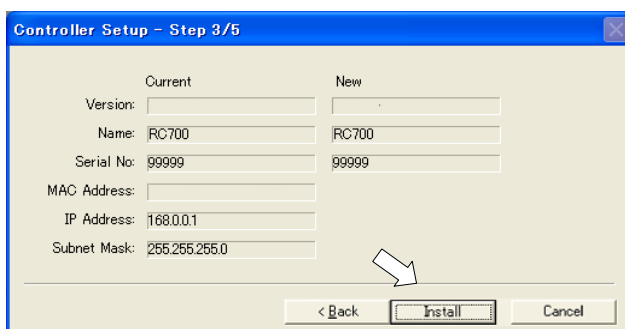 Controller Setup - Step 3/5
Current New
Version:
Name: RC700 RC700
Serial No: 99999 99999
MAC Address:
IP Address: 168.0.0.1
Subnet Mask: 255.255.255.0
< Back Install Cancel